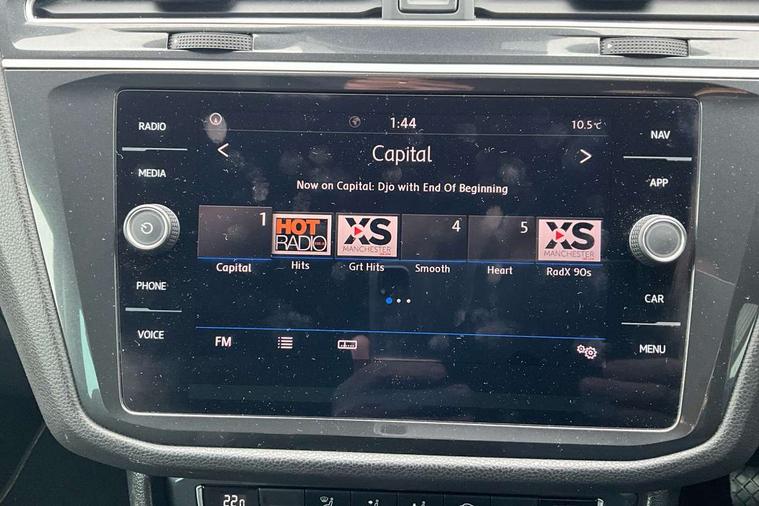 RADIO
MEDIA
PHONE
VOICE
1:44
10.5°C
Capital
Now on Capital: Djo with End Of Beginning
1
HOT RADIO
XS MANCHESTER
4
5
XS MANCHESTER
Capital
Hits
Grt Hits
Smooth
Heart
RadX 90s
FM
NAV
APP
CAR
MENU
22.0